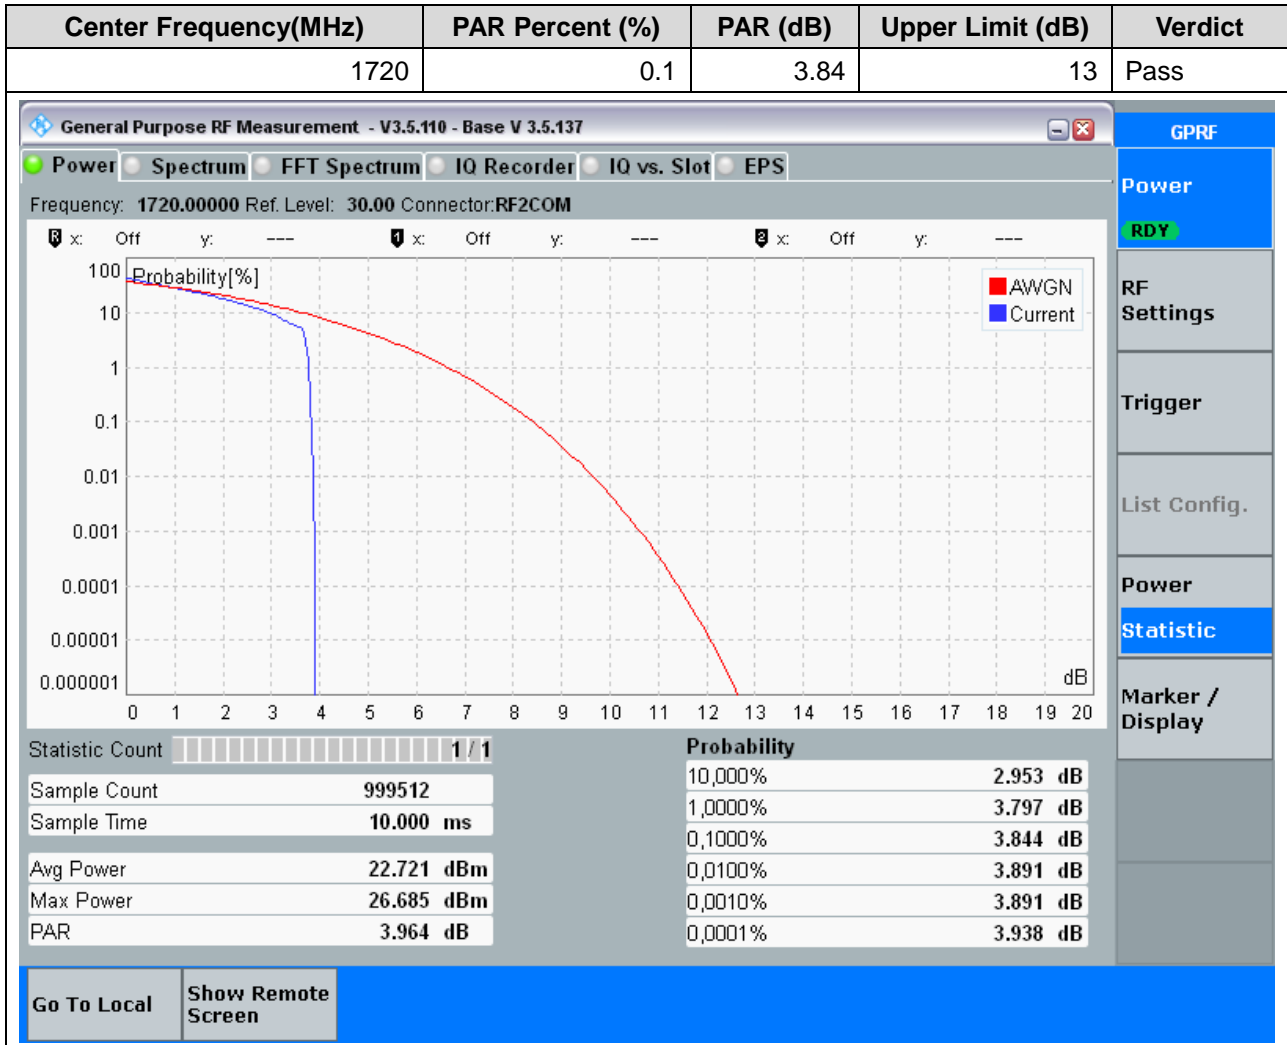 Center Frequency(MHz) PAR Percent (%) PAR (dB) Upper Limit (dB) Verdict
1720 0.1 3.84 13 Pass
General Purpose RF Measurement - V3.5.110 - Base V 3.5.137
GPRF
Power Spectrum FFT Spectrum IQ Recorder IQ vs. Slot EPS
Frequency: 1720.00000 Ref. Level: 30.00 Connector:RF2COM
R x: Off y: --- 1 x: Off y: --- 2 x: Off y: ---
Probability[%]
AWGN
Current
100
10
1
0.1
0.01
0.001
0.0001
0.00001
0.000001
dB
0 1 2 3 4 5 6 7 8 9 10 11 12 13 14 15 16 17 18 19 20
Statistic Count 1 / 1
Sample Count 999512
Sample Time 10.000 ms
Avg Power 22.721 dBm
Max Power 26.685 dBm
PAR 3.964 dB
Probability
10,000% 2.953 dB
1,0000% 3.797 dB
0,1000% 3.844 dB
0,0100% 3.891 dB
0,0010% 3.891 dB
0,0001% 3.938 dB
Power
RDY
RF
Settings
Trigger
List Config.
Power
Statistic
Marker /
Display
Go To Local
Show Remote
Screen